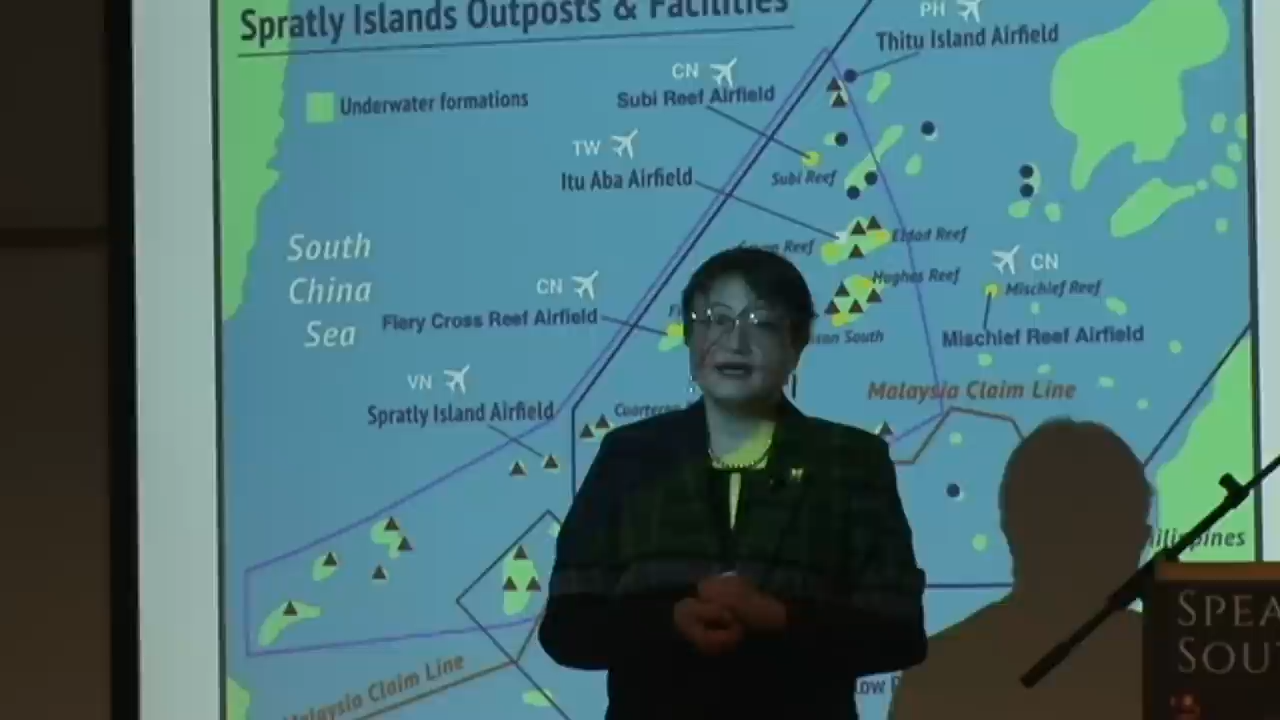 Spratly Islands Outposts & Facilities
PH
Thitu Island Airfield
CN
Subi Reef Airfield
Underwater formations
TW
Itu Aba Airfield
Subi Reef
South
China
Sea
Reef
Eldad Reef
Hughes Reef
CN
Mischief Reef
CN
Fiery Cross Reef Airfield
South
Mischief Reef Airfield
VN
Spratly Island Airfield
Malaysia Claim Line
Malaysia Claim Line